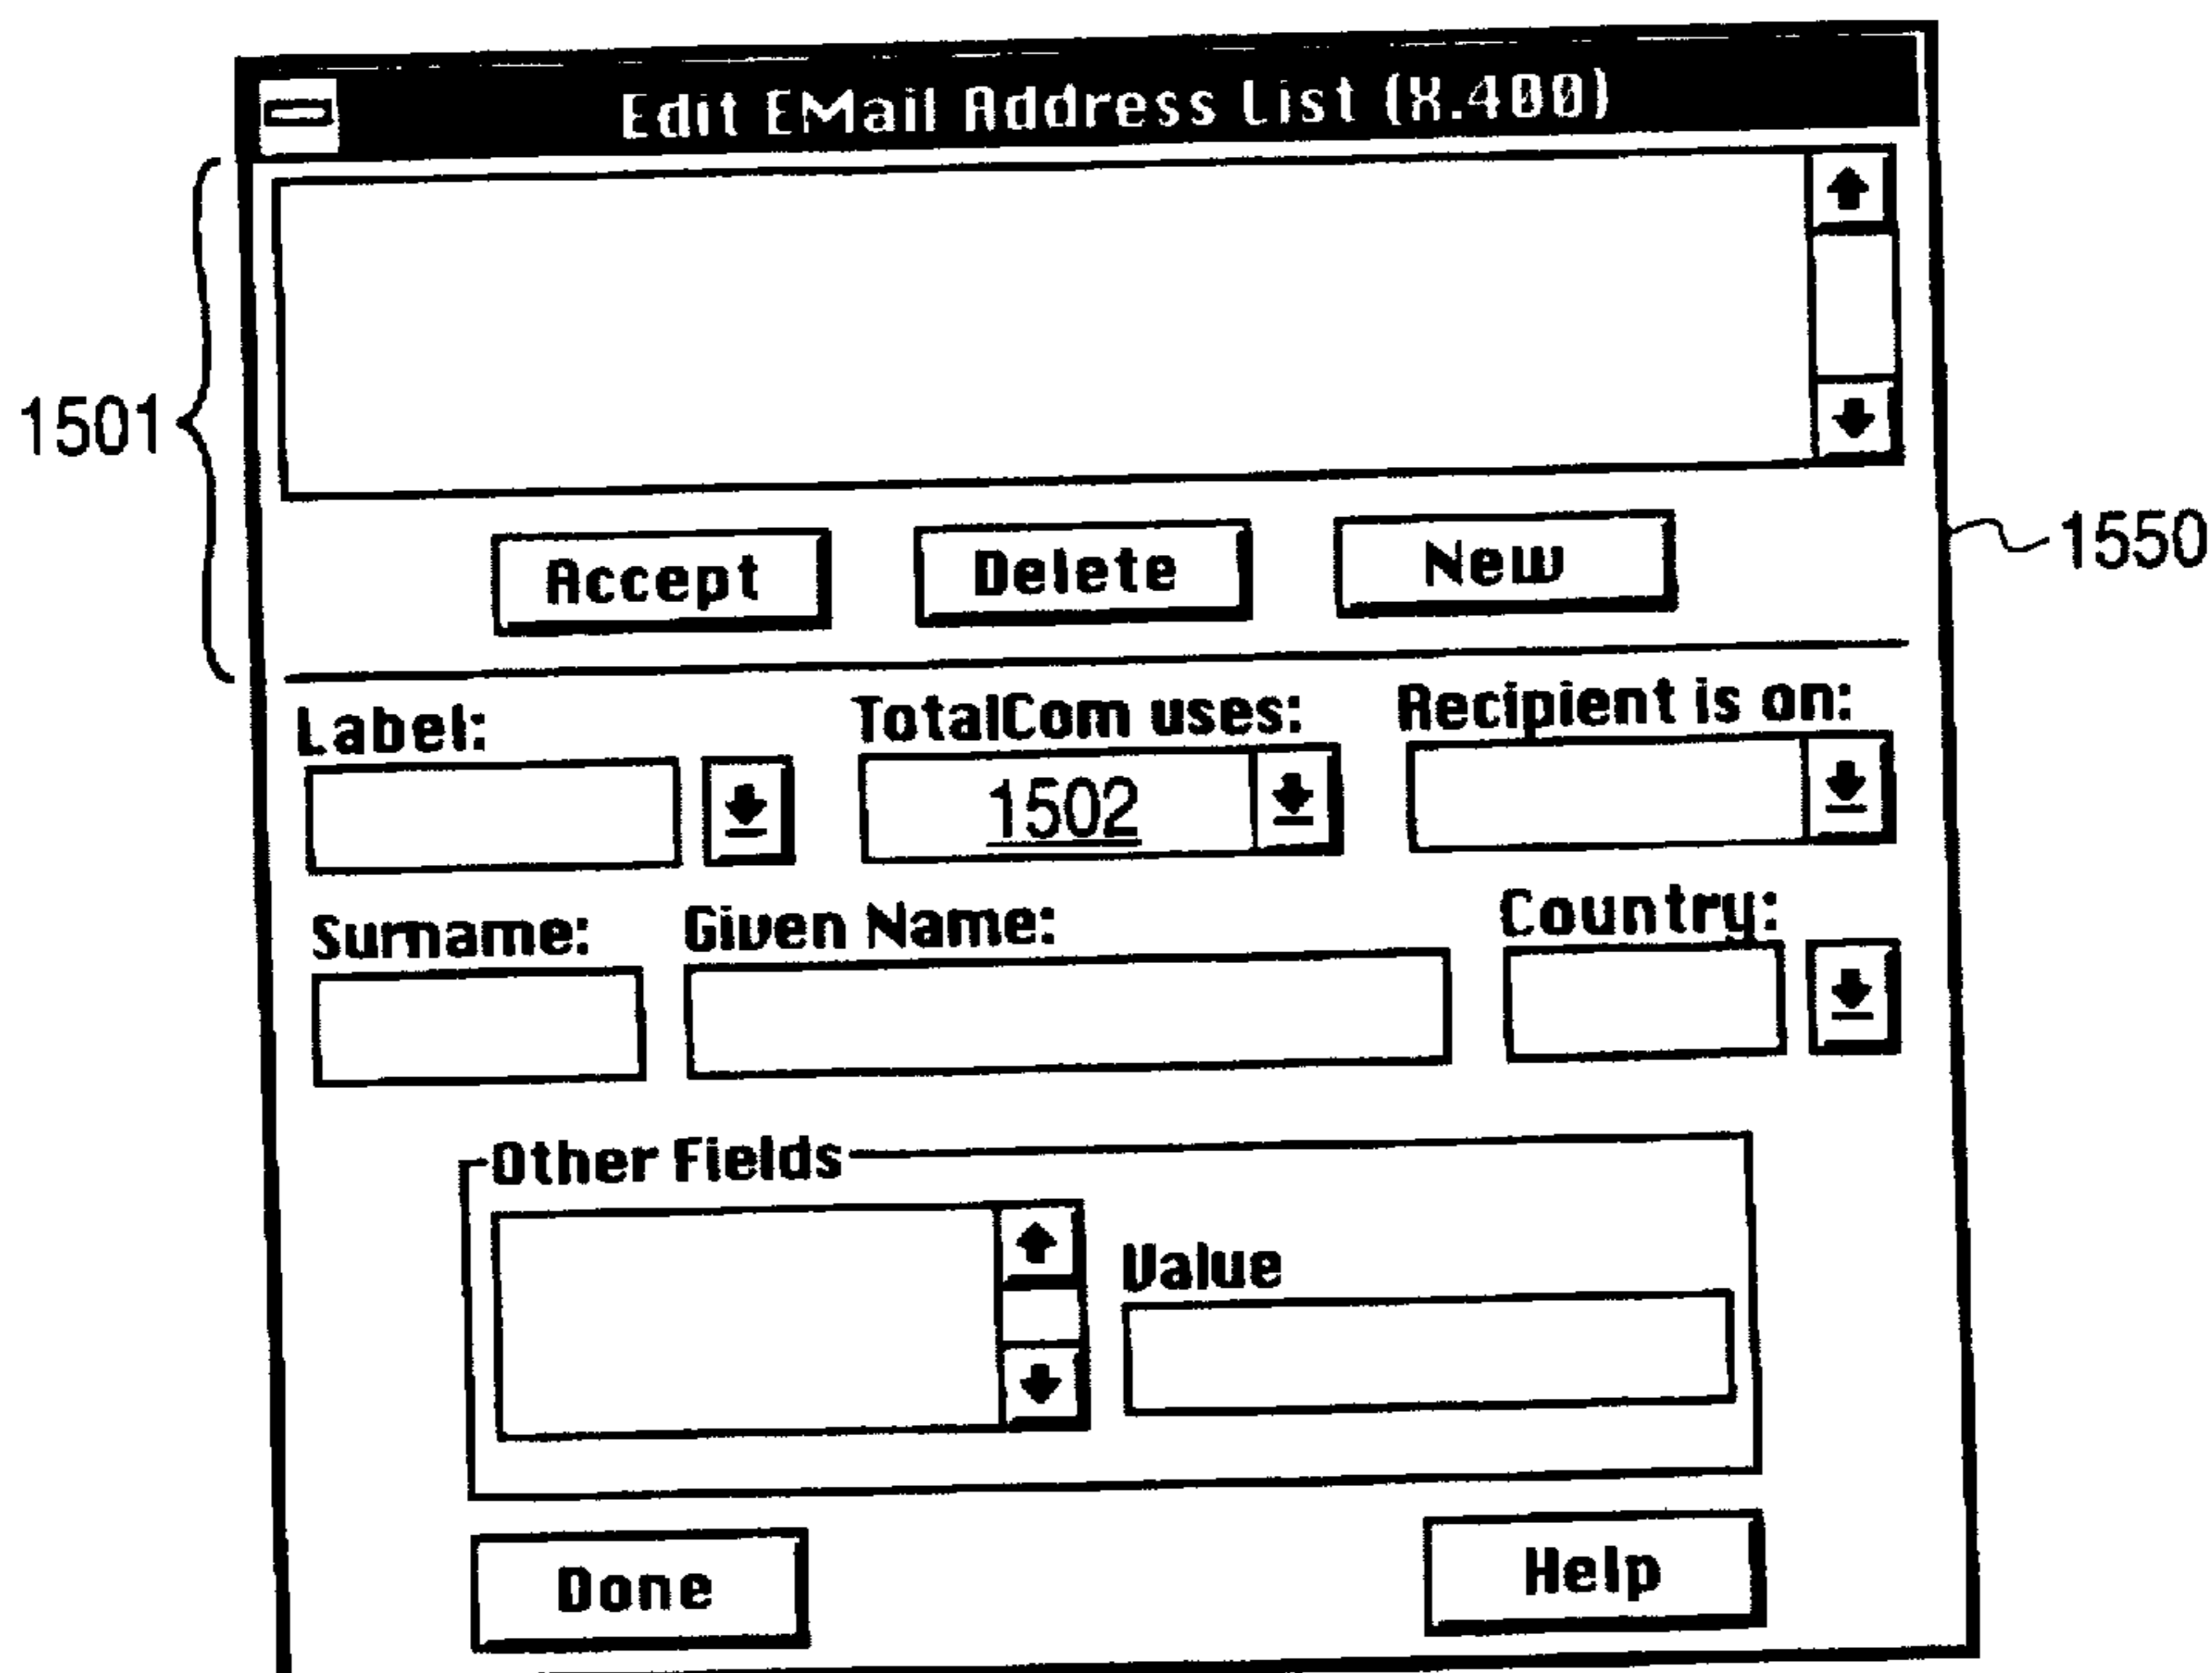 Edit EMail Address List (X.400)
1501
1550
Accept Delete New
Label: TotalCom uses: Recipient is on:
1502
Surname: Given Name: Country:
Other Fields
Value
Done Help